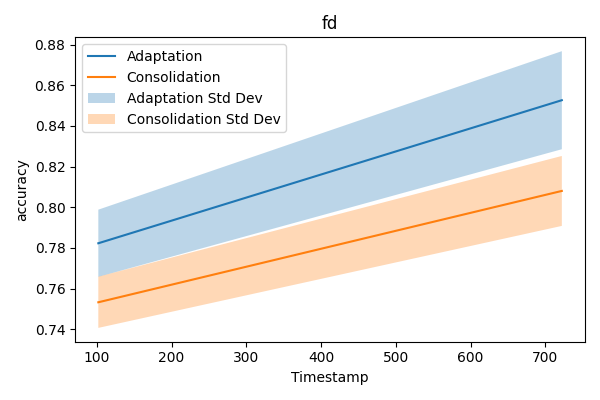 fd
0.88
0.86
0.84
0.82
0.80
0.78
0.76
0.74
accuracy
Adaptation
Consolidation
Adaptation Std Dev
Consolidation Std Dev
100 200 300 400 500 600 700
Timestamp